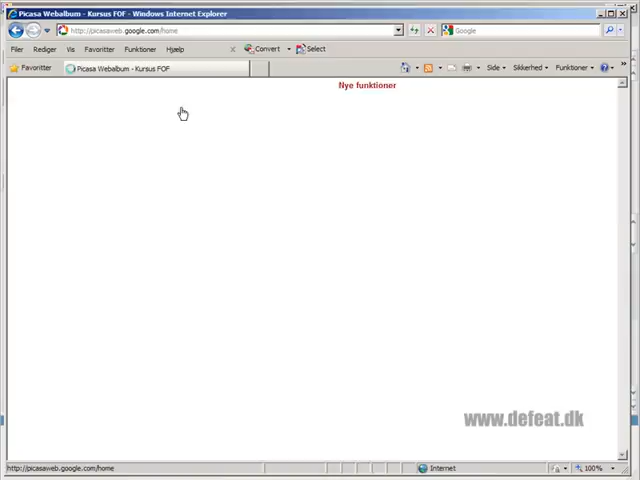 Picasa Webalbum - Kursus FOF - Windows Internet Explorer
http://picasaweb.google.com/home
Google
Filer Rediger Vis Favoritter Funktioner Hjælp x Convert Select
Favoritter Picasa Webalbum - Kursus FOF Side Sikkerhed Funktioner
Nye funktioner
www.defeat.dk
http://picasaweb.google.com/home Internet 100%